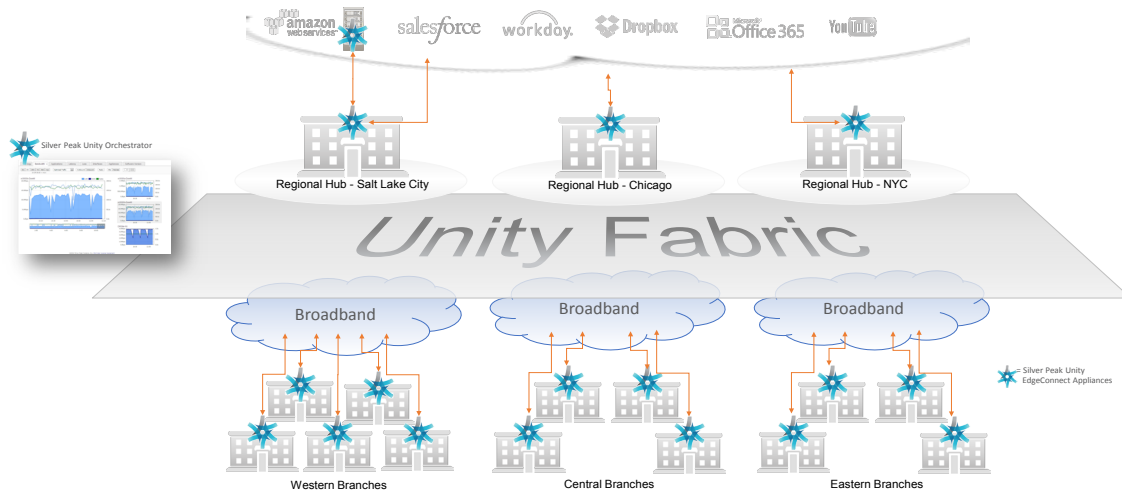 amazon
webservices
salesforce
workday.
Dropbox
Microsoft
Office 365
YouTube
Silver Peak Unity Orchestrator
Regional Hub - Salt Lake City
Regional Hub - Chicago
Regional Hub - NYC
Unity Fabric
Broadband
Broadband
Broadband
= Silver Peak Unity
EdgeConnect Appliances
Western Branches
Central Branches
Eastern Branches